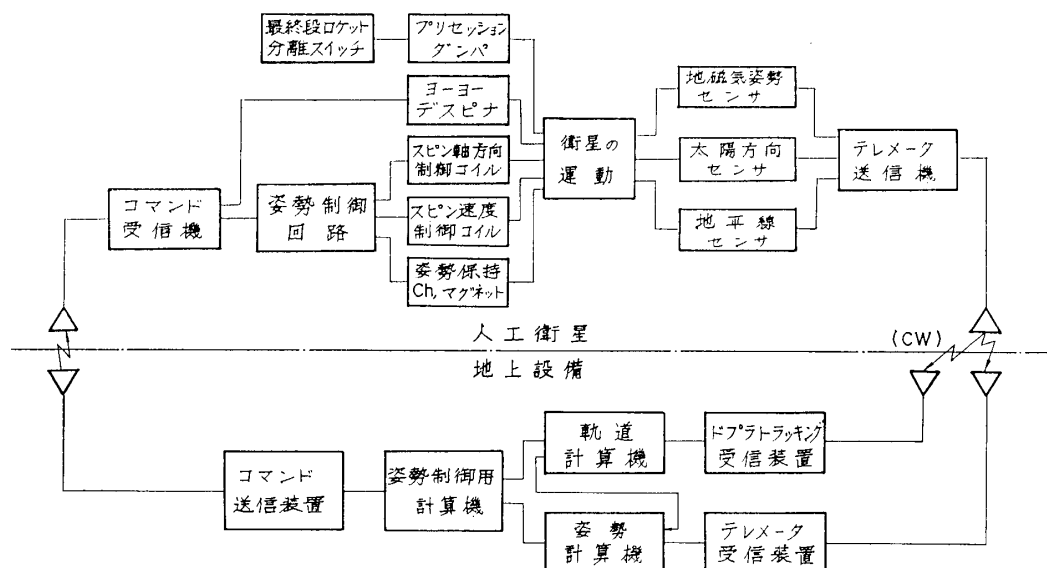 最終段ロケット
分離スイッチ
プリセッション
ダンパ
ヨーヨー
デスピナ
スピン軸方向
制御コイル
スピン速度
制御コイル
姿勢保持
Ch,マグネット
コマンド
受信機
姿勢制御
回路
衛星の
運動
地磁気姿勢
センサ
太陽方向
センサ
地平線
センサ
テレメータ
送信機
人工衛星
(CW)
地上設備
コマンド
送信装置
姿勢制御用
計算機
軌道
計算機
ドプラトラッキング
受信装置
姿勢
計算機
テレメータ
受信装置